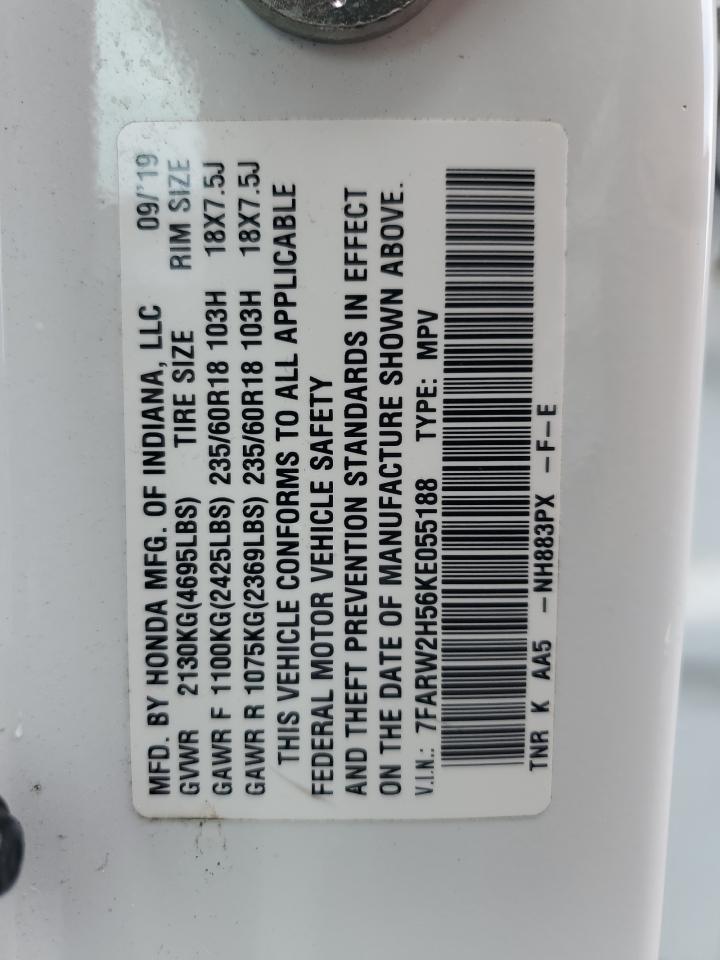 MFD. BY HONDA MFG. OF INDIANA, LLC 09/'19
GVWR 2130KG(4695LBS) TIRE SIZE RIM SIZE
GAWR F 1100KG(2425LBS) 235/60R18 103H 18X7.5J
GAWR R 1075KG(2369LBS) 235/60R18 103H 18X7.5J
THIS VEHICLE CONFORMS TO ALL APPLICABLE
FEDERAL MOTOR VEHICLE SAFETY
AND THEFT PREVENTION STANDARDS IN EFFECT
ON THE DATE OF MANUFACTURE SHOWN ABOVE.
V.I.N.: 7FARW2H56KE055188 TYPE: MPV
TNR K AA5 -NH883PX -F-E